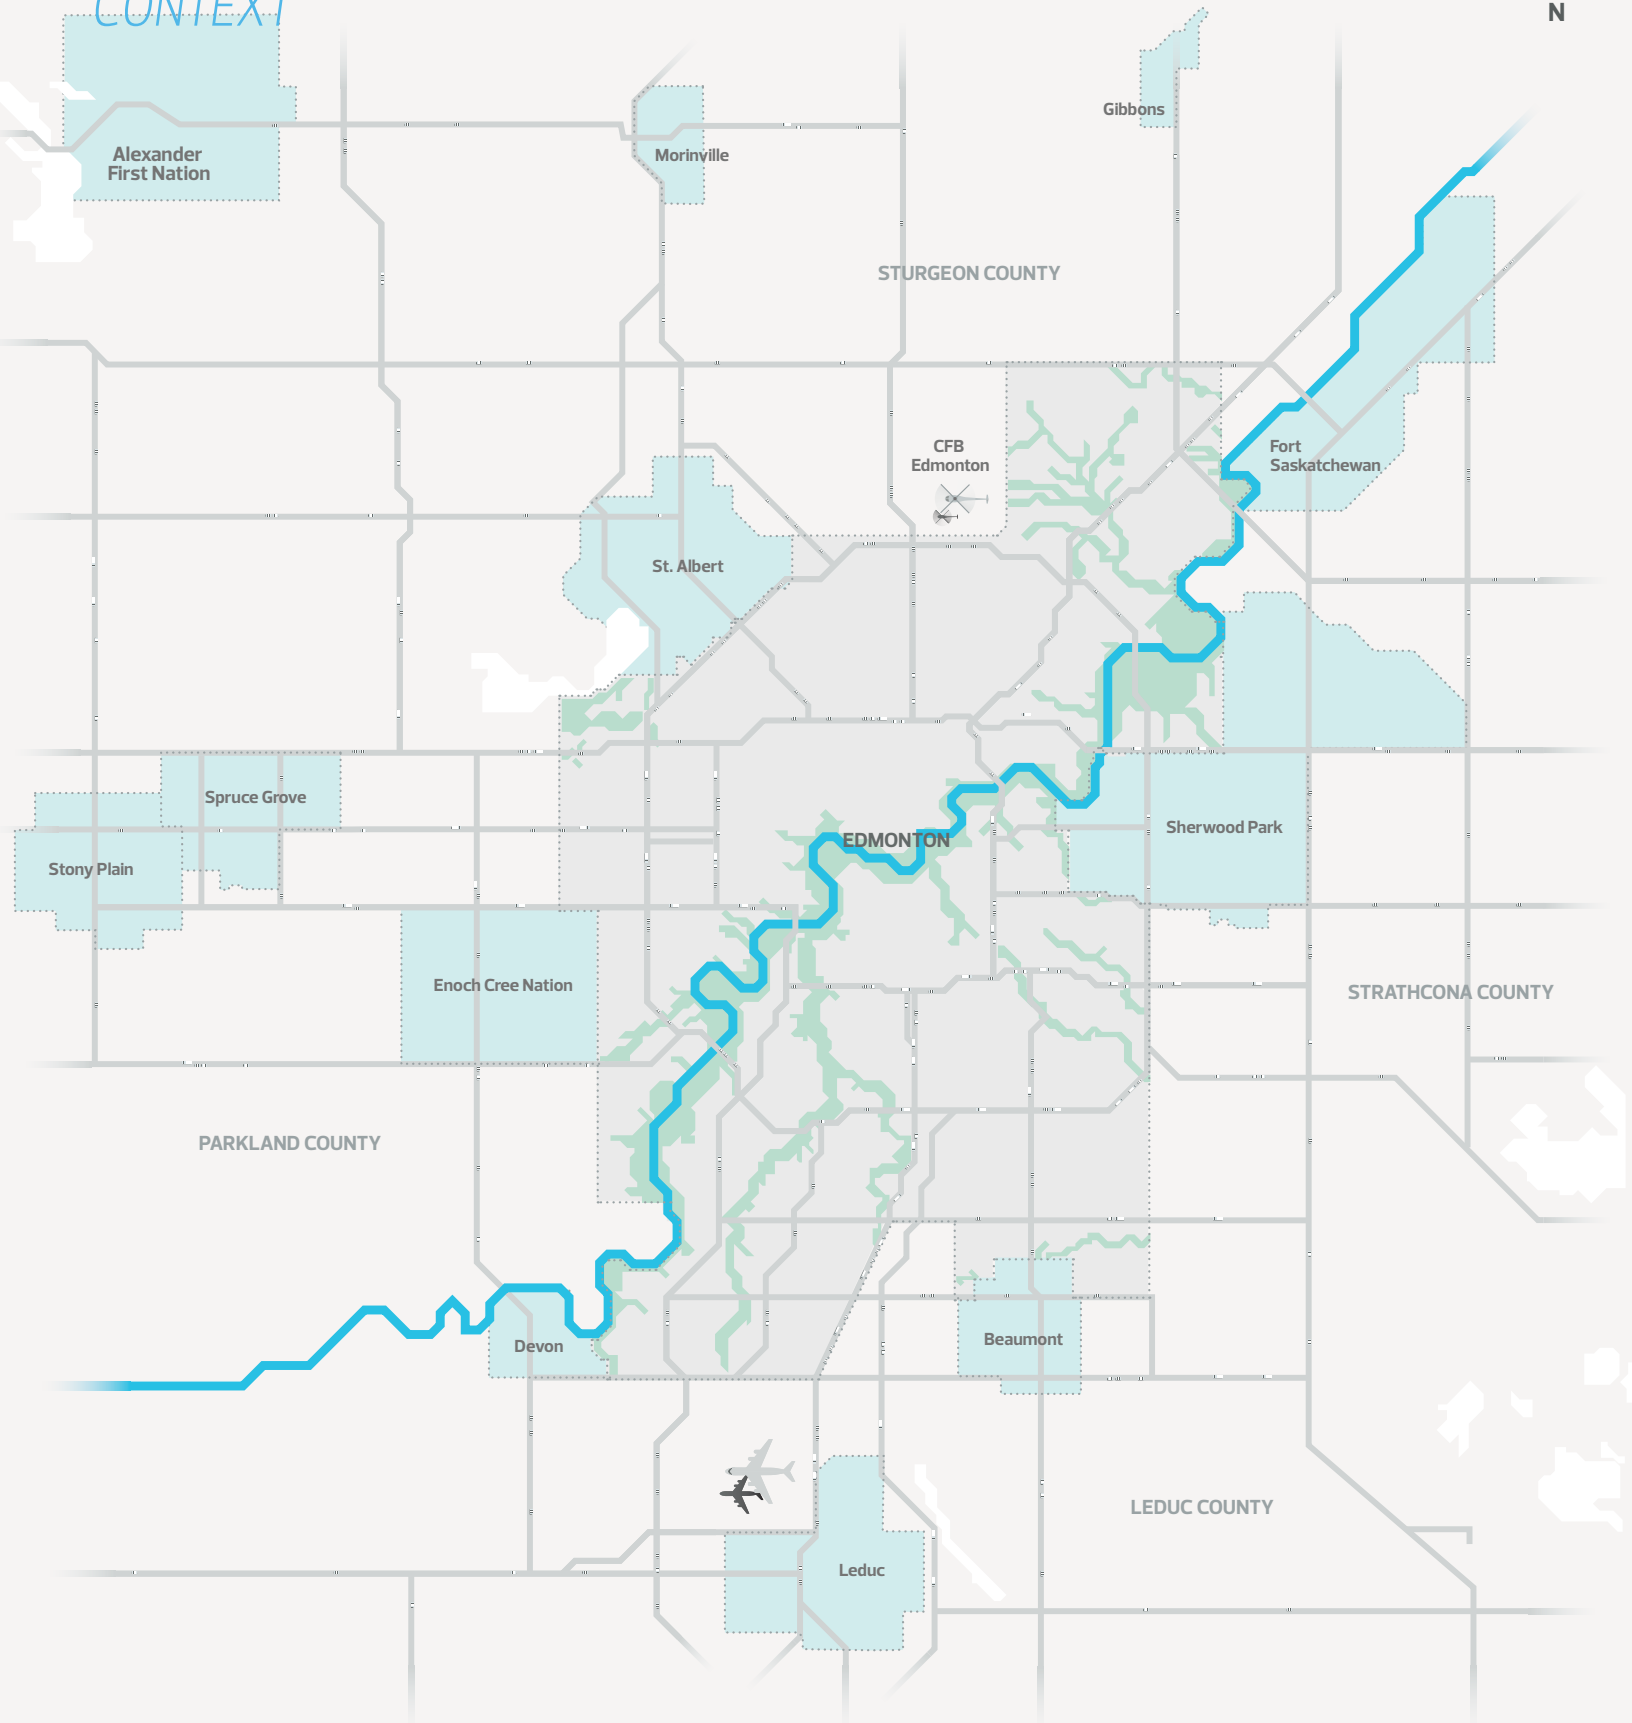 CONTEXT
N
Gibbons
Alexander
First Nation
Morinville
STURGEON COUNTY
CFB
Edmonton
Fort
Saskatchewan
St. Albert
Spruce Grove
Sherwood Park
EDMONTON
Stony Plain
Enoch Cree Nation
STRATHCONA COUNTY
PARKLAND COUNTY
Devon
Beaumont
LEDUC COUNTY
Leduc